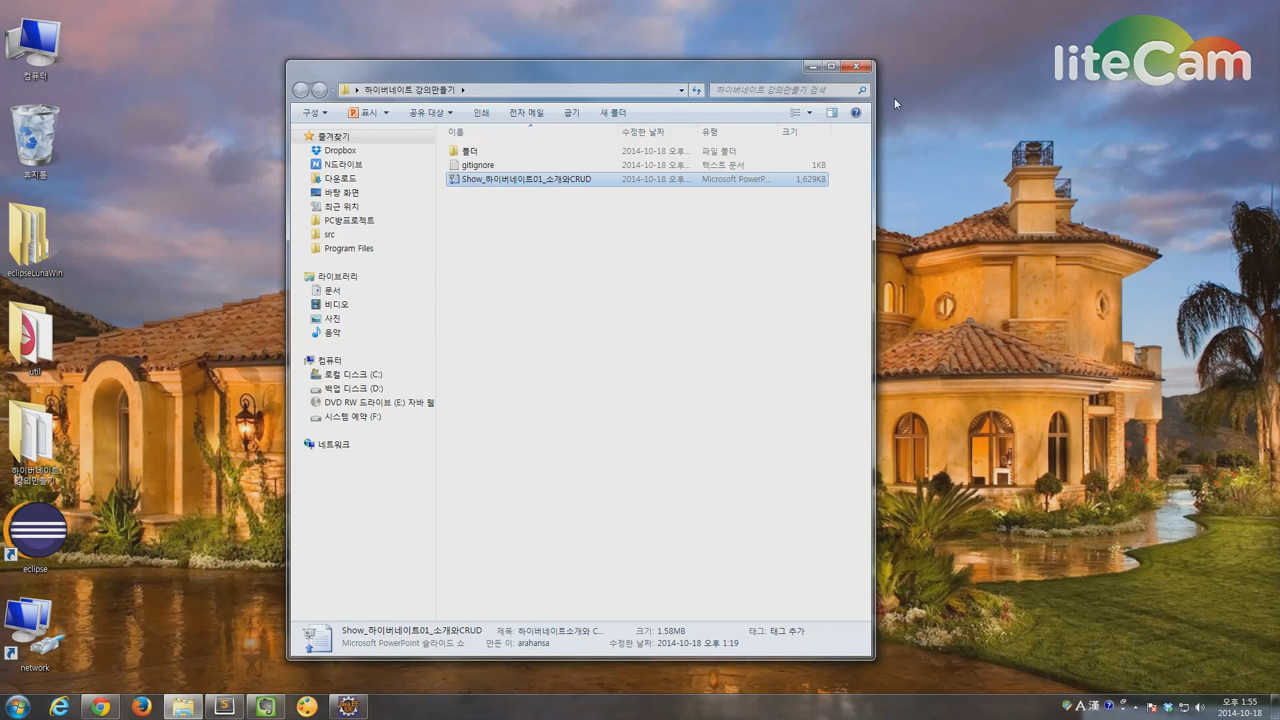 컴퓨터
휴지통
eclipseLunaWin
util
하이버네이트
강의만들기
eclipse
network
liteCam
하이버네이트 강의만들기
하이버네이트 강의만들기 검색
구성 표시 공유 대상 인쇄 전자 메일 굽기 새 폴더
즐겨찾기
Dropbox
N드라이브
다운로드
바탕 화면
최근 위치
PC방프로젝트
src
Program Files
라이브러리
문서
비디오
사진
음악
컴퓨터
로컬 디스크 (C:)
백업 디스크 (D:)
DVD RW 드라이브 (E:) 자바 웹
시스템 예약 (F:)
네트워크
이름 수정한 날짜 유형 크기
폴더 2014-10-18 오후... 파일 폴더
gitignore 2014-10-18 오후... 텍스트 문서 1KB
Show_하이버네이트01_소개와CRUD 2014-10-18 오후... Microsoft PowerP... 1,629KB
Show_하이버네이트01_소개와CRUD 제목: 하이버네이트소개와 C... 크기: 1.58MB 태그: 태그 추가
Microsoft PowerPoint 슬라이드 쇼. 만든 이: arahansa 수정한 날짜: 2014-10-18 오후 1:19
A 漢
오후 1:55
2014-10-18